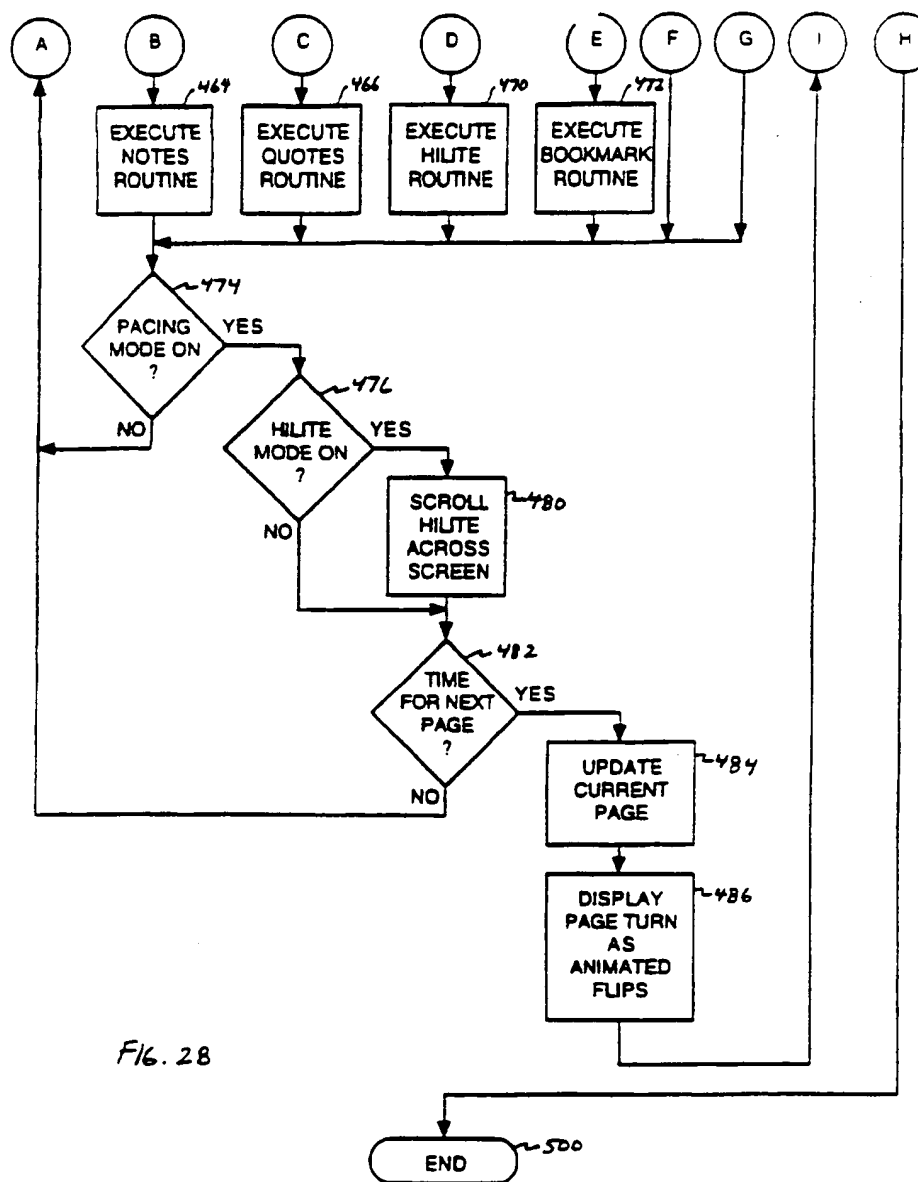 A B C D E F G I H
464 466 470 472
EXECUTE
NOTES
ROUTINE
EXECUTE
QUOTES
ROUTINE
EXECUTE
HILITE
ROUTINE
EXECUTE
BOOKMARK
ROUTINE
474
PACING
MODE ON
?
YES
NO
476
HILITE
MODE ON
?
YES
NO
480
SCROLL
HILITE
ACROSS
SCREEN
482
TIME
FOR NEXT
PAGE
?
YES
NO
484
UPDATE
CURRENT
PAGE
486
DISPLAY
PAGE TURN
AS
ANIMATED
FLIPS
FIG. 2B
500
END